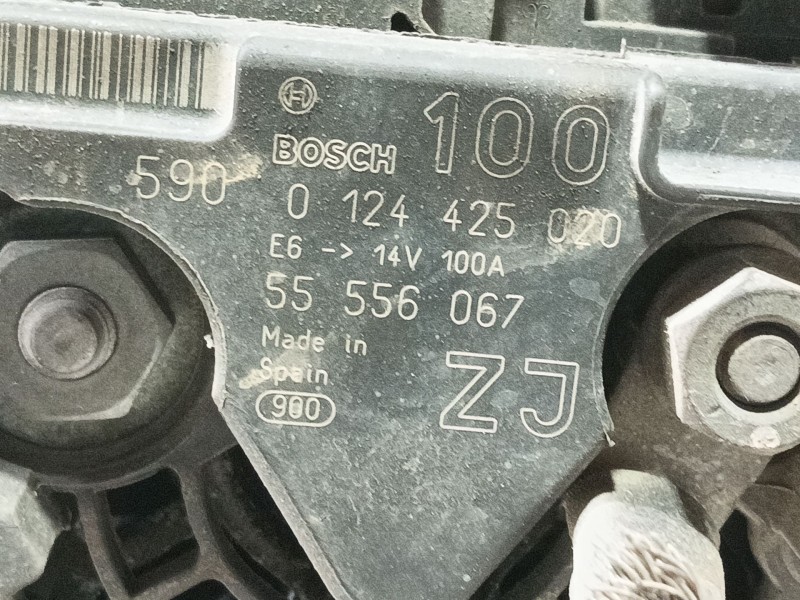 BOSCH 100
590 0 124 425 020
E6 -> 14V 100A
55 556 067
Made in
Spain
ZJ
900